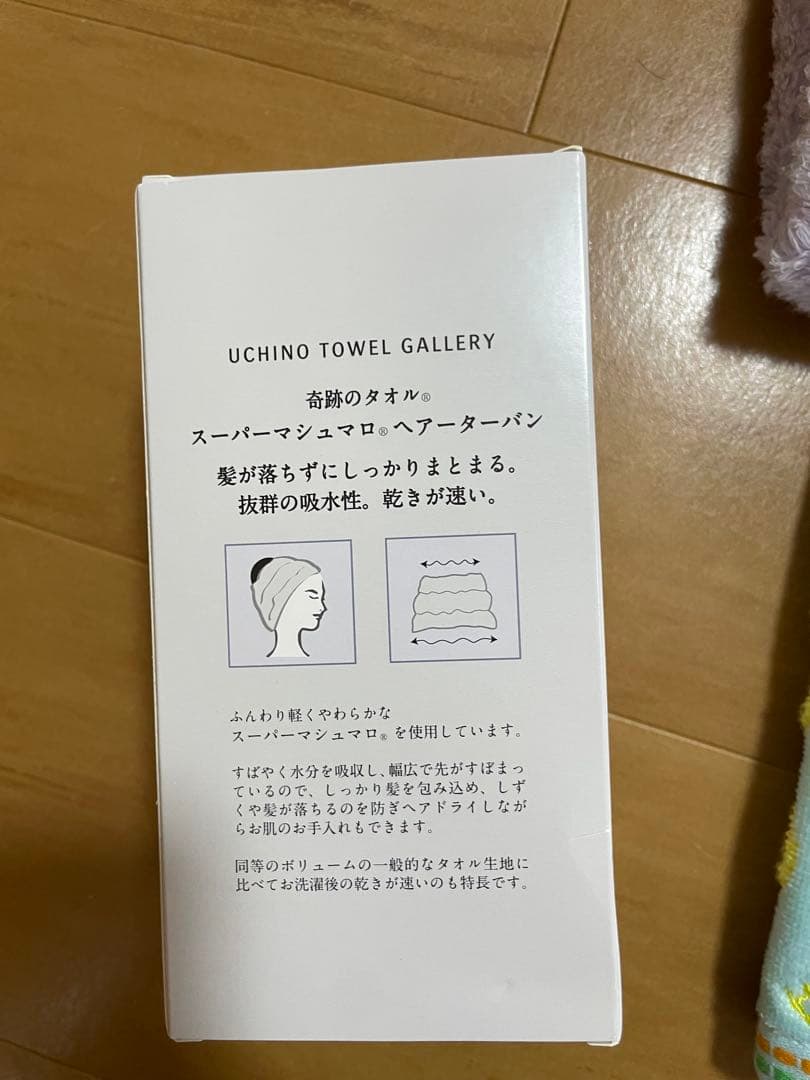 UCHINO TOWEL GALLERY
奇跡のタオル®
スーパーマシュマロ® ヘアーターバン
髪が落ちずにしっかりまとまる。
抜群の吸水性。乾きが速い。
ふんわり軽くやわらかな
スーパーマシュマロ® を使用しています。
すばやく水分を吸収し、幅広で先がすぼまっ
ているので、しっかり髪を包み込め、しず
くや髪が落ちるのを防ぎヘアドライしなが
らお肌のお手入れもできます。
同等のボリュームの一般的なタオル生地に
比べてお洗濯後の乾きが速いのも特長です。